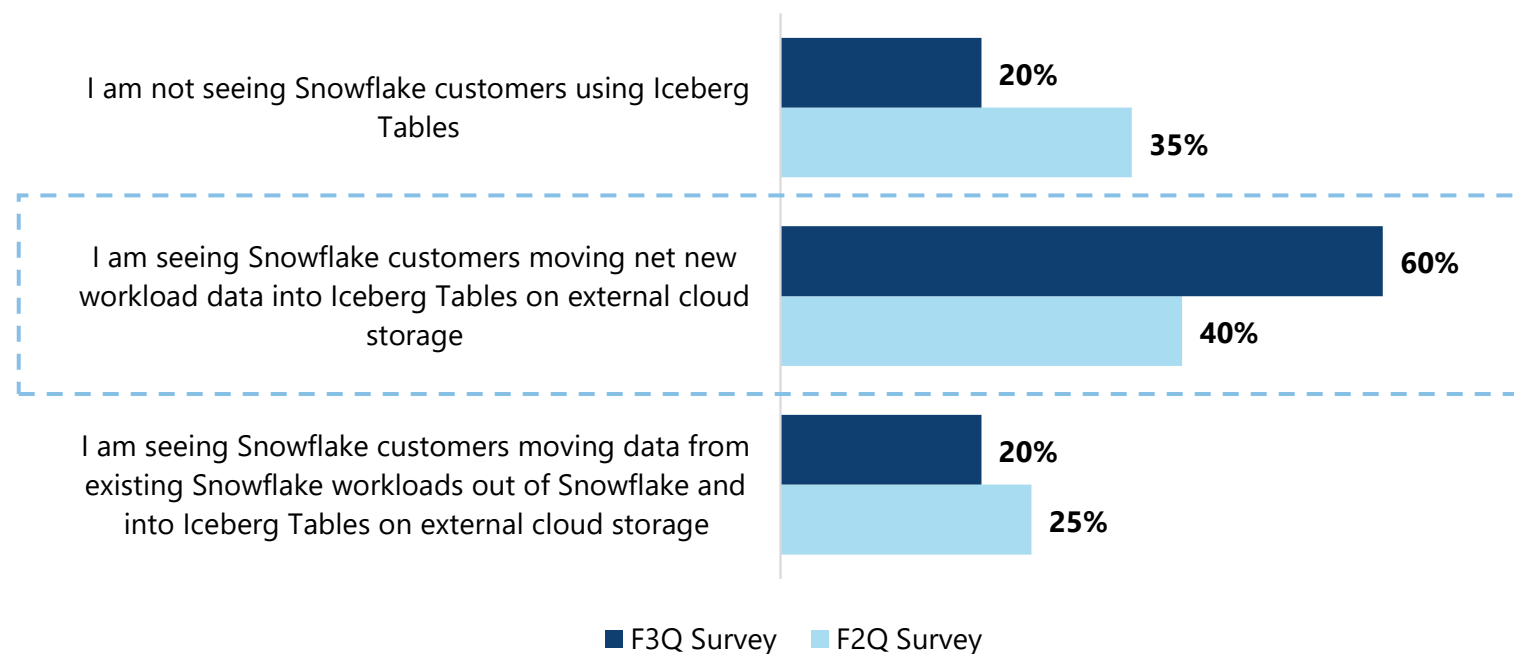 I am not seeing Snowflake customers using Iceberg
Tables
20%
35%
I am seeing Snowflake customers moving net new
workload data into Iceberg Tables on external cloud
storage
60%
40%
I am seeing Snowflake customers moving data from
existing Snowflake workloads out of Snowflake and
into Iceberg Tables on external cloud storage
20%
25%
F3Q Survey F2Q Survey